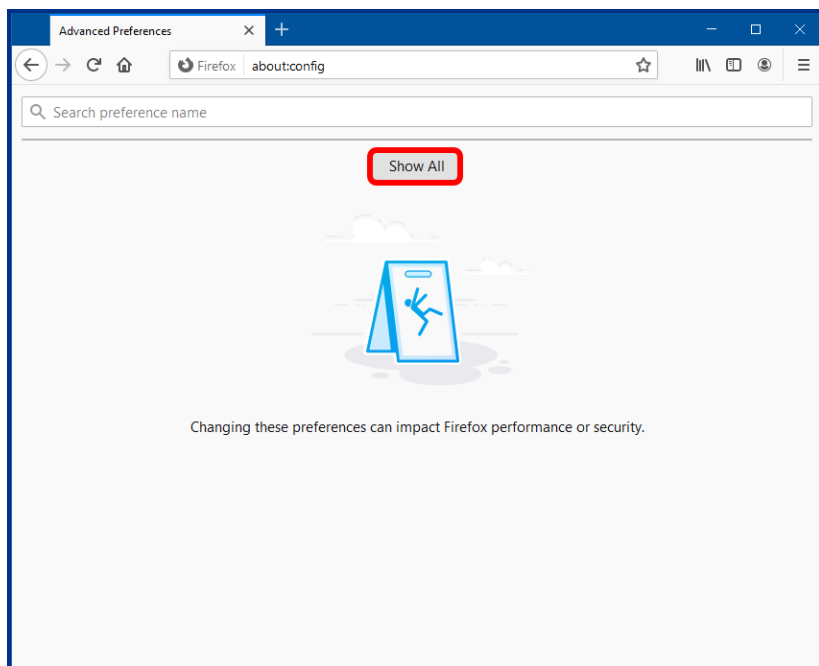 Advanced Preferences
Firefox about:config
Search preference name
Show All
Changing these preferences can impact Firefox performance or security.